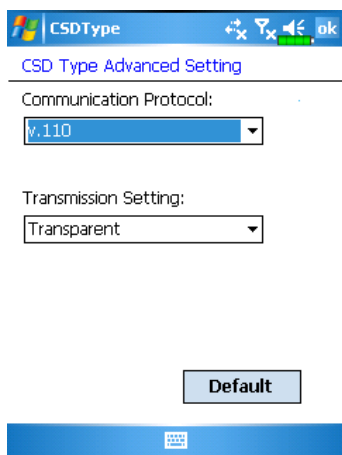 CSDType
ok
CSD Type Advanced Setting
Communication Protocol:
v.110
Transmission Setting:
Transparent
Default